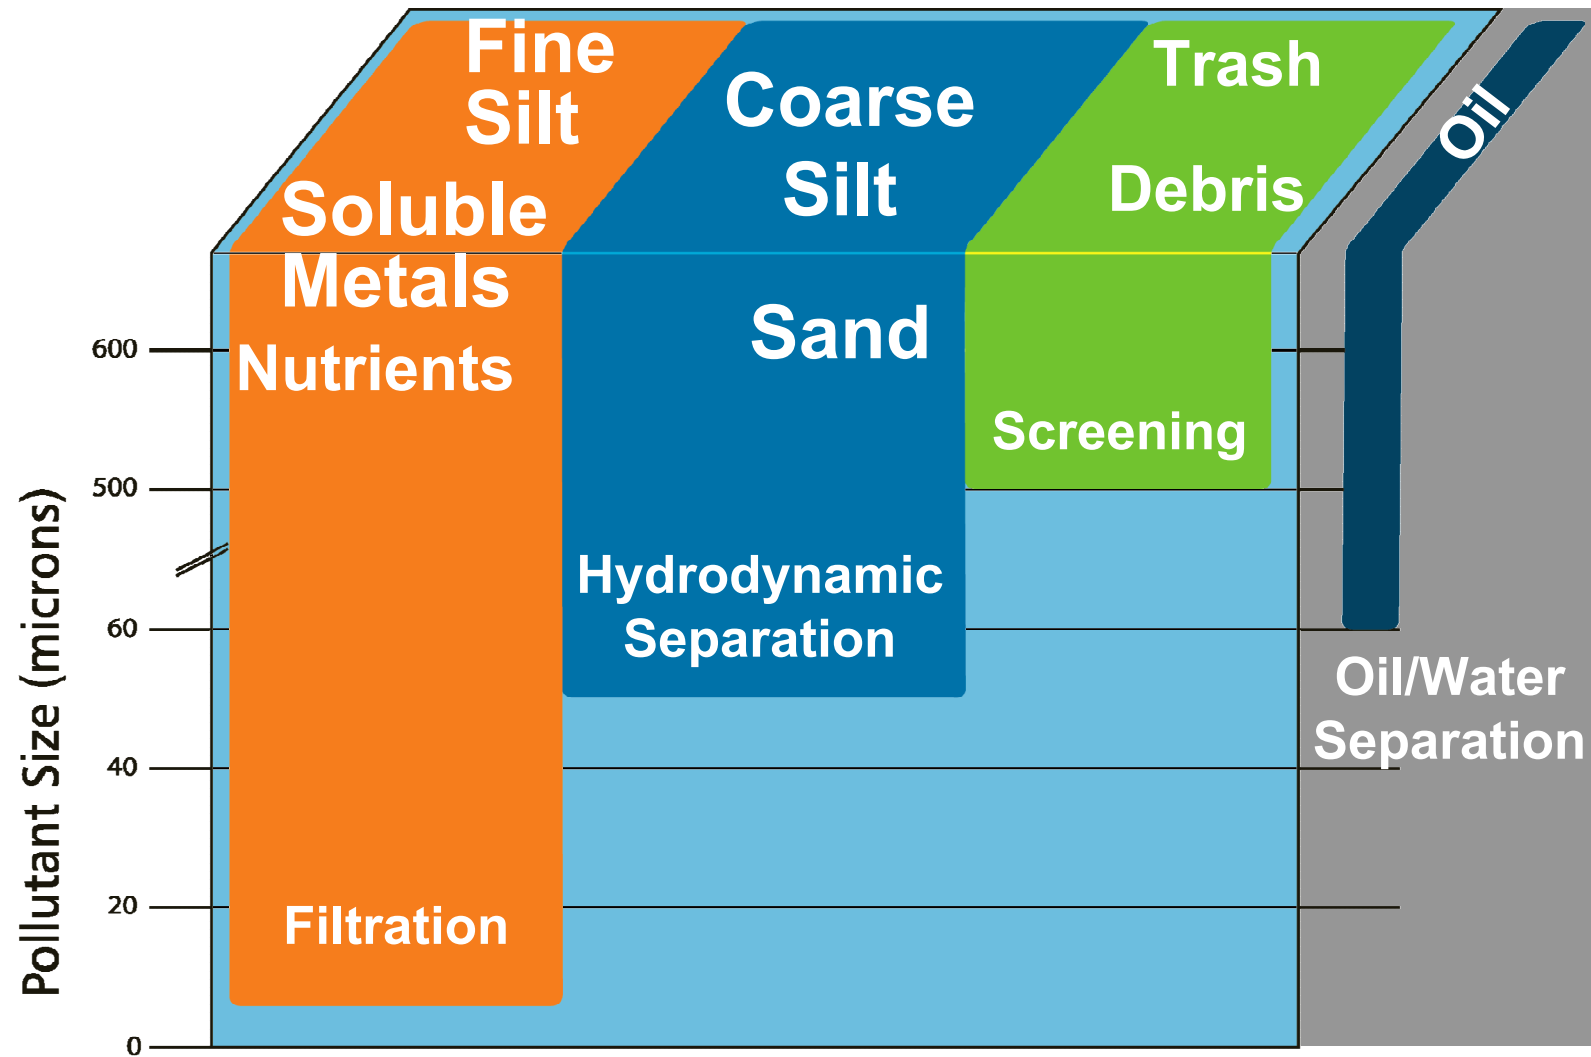 Fine
Silt
Soluble
Metals
Nutrients
Filtration
Coarse
Silt
Sand
Hydrodynamic
Separation
Trash
Debris
Screening
Oil
Oil/Water
Separation
600
500
60
40
20
0
Pollutant Size (microns)